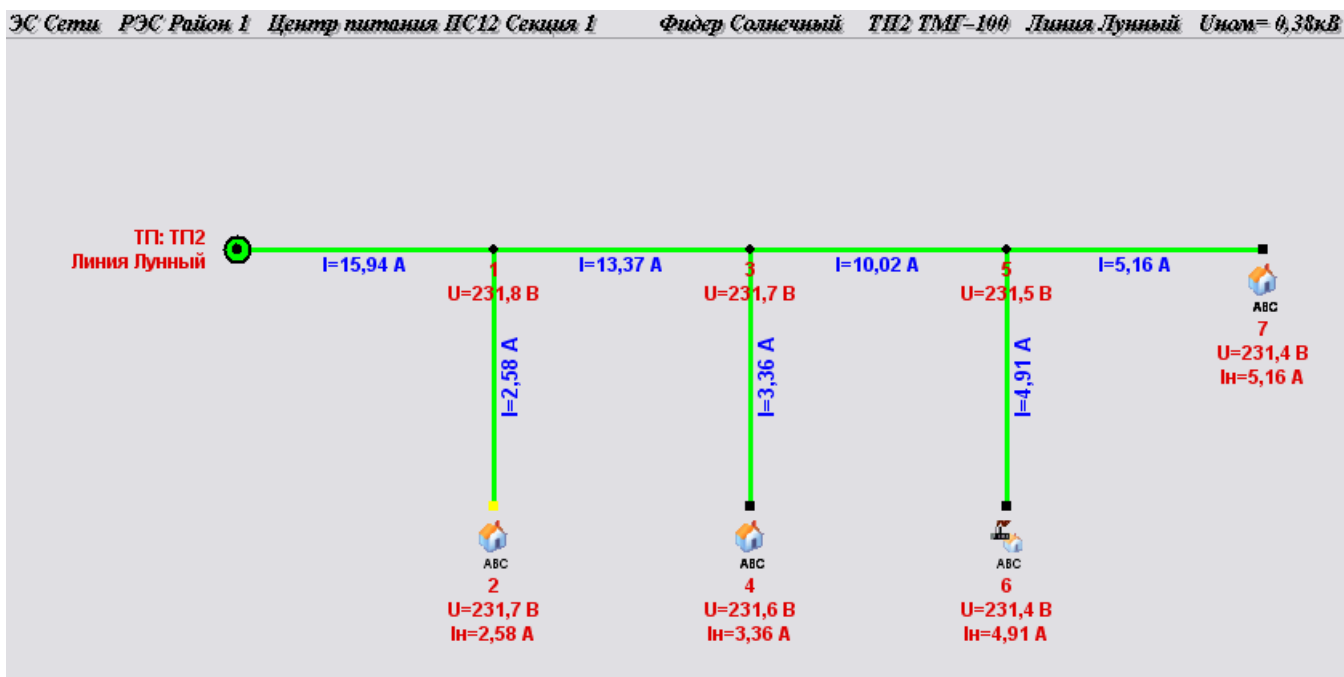 ЭС Сети РЭС Район 1 Центр питания ПС12 Секция 1 Фидер Солнечный ТП2 ТМГ-100 Линия Лунный Uном= 0,38кВ
ТП: ТП2
Линия Лунный
I=15,94 А
I=13,37 А
I=10,02 А
I=5,16 А
1
U=231,8 В
3
U=231,7 В
5
U=231,5 В
ABC
7
U=231,4 В
Iн=5,16 А
I=2,58 А
I=3,36 А
I=4,91 А
ABC
2
U=231,7 В
Iн=2,58 А
ABC
4
U=231,6 В
Iн=3,36 А
ABC
6
U=231,4 В
Iн=4,91 А